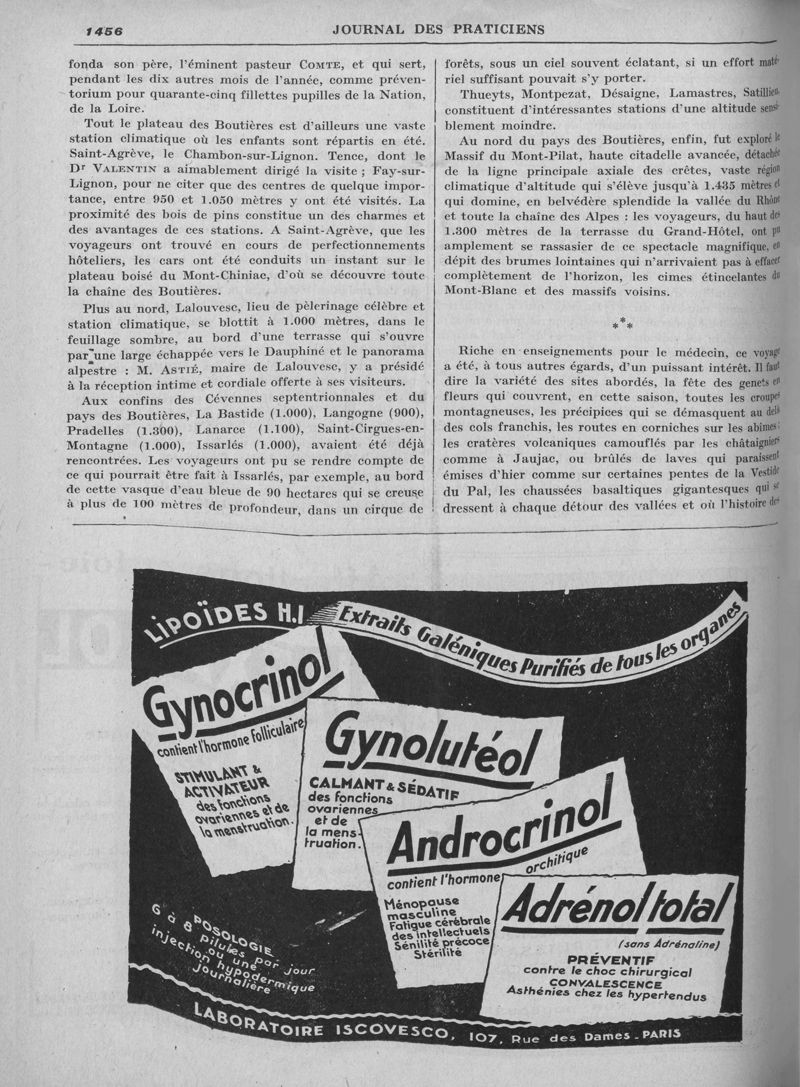 1456
JOURNAL DES PRATICIENS
fonda son père, l'éminent pasteur COMTE, et qui sert,
pendant les dix autres mois de l'année, comme préven-
torium pour quarante-cinq fillettes pupilles de la Nation,
de la Loire.
Tout le plateau des Boutières est d'ailleurs une vaste
station climatique où les enfants sont répartis en été.
Saint-Agrève, le Chambon-sur-Lignon. Tence, dont le
Dr VALENTIN a aimablement dirigé la visite ; Fay-sur-
Lignon, pour ne citer que des centres de quelque impor-
tance, entre 950 et 1.050 mètres y ont été visités. La
proximité des bois de pins constitue un des charmes et
des avantages de ces stations. A Saint-Agrève, que les
voyageurs ont trouvé en cours de perfectionnements
hôteliers, les cars ont été conduits un instant sur le
plateau boisé du Mont-Chiniac, d'où se découvre toute
la chaîne des Boutières.
Plus au nord, Lalouvesc, lieu de pèlerinage célèbre et
station climatique, se blottit à 1.000 mètres, dans le
feuillage sombre, au bord d'une terrasse qui s'ouvre
par une large échappée vers le Dauphiné et le panorama
alpestre : M. ASTIÉ, maire de Lalouvesc, y a présidé
à la réception intime et cordiale offerte à ses visiteurs.
Aux confins des Cévennes septentrionales et du
pays des Boutières, La Bastide (1.000), Langogne (900),
Pradelles (1.300), Lanarce (1.100), Saint-Cirgues-en-
Montagne (1.000), Issarlés (1.000), avaient été déjà
rencontrées. Les voyageurs ont pu se rendre compte de
ce qui pourrait être fait à Issarlés, par exemple, au bord
de cette vasque d'eau bleue de 90 hectares qui se creuse
à plus de 100 mètres de profondeur, dans un cirque de
forêts, sous un ciel souvent éclatant, si un effort maté-
riel suffisant pouvait s'y porter.
Thueyts, Montpezat, Désaigne, Lamastres, Satillien,
constituent d'intéressantes stations d'une altitude sensi-
blement moindre.
Au nord du pays des Boutières, enfin, fut exploré le
Massif du Mont-Pilat, haute citadelle avancée, détachée
de la ligne principale axiale des crêtes, vaste région
climatique d'altitude qui s'élève jusqu'à 1.435 mètres et
qui domine, en belvédère splendide la vallée du Rhône
et toute la chaîne des Alpes : les voyageurs, du haut des
1.300 mètres de la terrasse du Grand-Hôtel, ont pu
amplement se rassasier de ce spectacle magnifique, en
dépit des brumes lointaines qui n'arrivaient pas à effacer
complètement de l'horizon, les cimes étincelantes du
Mont-Blanc et des massifs voisins.
***
Riche en enseignements pour le médecin, ce voyage
a été, à tous autres égards, d'un puissant intérêt. Il faut
dire la variété des sites abordés, la fête des genets en
fleurs qui couvrent, en cette saison, toutes les croupes
montagneuses, les précipices qui se démasquent au delà
des cols franchis, les routes en corniches sur les abîmes ;
les cratères volcaniques camouflés par les châtaigniers
comme à Jaujac, ou brûlés de laves qui paraissent
émises d'hier comme sur certaines pentes de la Vestide
du Pal, les chaussées basaltiques gigantesques qui se
dressent à chaque détour des vallées et où l'histoire des
LIPOÏDES H.I
Extraits Galéniques Purifiés de tous les organes
Gynocrinol
contient l'hormone folliculaire
STIMULANT &
ACTIVATEUR
des fonctions
ovariennes et de
la menstruation.
Gynolutéol
CALMANT & SÉDATIF
des fonctions
ovariennes
et de
la mens-
truation.
Androcrinol
contient l'hormone orchitique
Ménopause
masculine
Fatigue cérébrale
des intellectuels
Sénilité précoce
Stérilité
Adrénol total
(sans Adrénaline)
PRÉVENTIF
contre le choc chirurgical
CONVALESCENCE
Asthénies chez les hypertendus
POSOLOGIE
6 à 8 pilules par jour
ou une
injection hypodermique
Journalière
LABORATOIRE ISCOVESCO, 107, Rue des Dames - PARIS